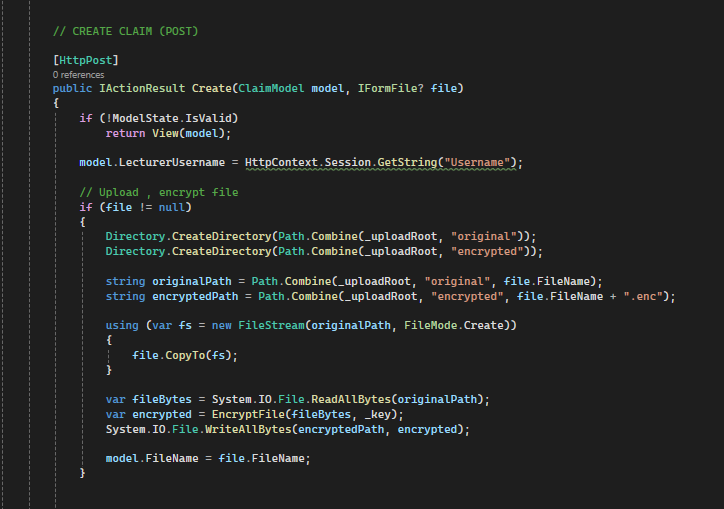 // CREATE CLAIM (POST)
[HttpPost]
0 references
public IActionResult Create(ClaimModel model, IFormFile? file)
{
if (!ModelState.IsValid)
return View(model);
model.LecturerUsername = HttpContext.Session.GetString("Username");
// Upload , encrypt file
if (file != null)
{
Directory.CreateDirectory(Path.Combine(_uploadRoot, "original"));
Directory.CreateDirectory(Path.Combine(_uploadRoot, "encrypted"));
string originalPath = Path.Combine(_uploadRoot, "original", file.FileName);
string encryptedPath = Path.Combine(_uploadRoot, "encrypted", file.FileName + ".enc");
using (var fs = new FileStream(originalPath, FileMode.Create))
{
file.CopyTo(fs);
}
var fileBytes = System.IO.File.ReadAllBytes(originalPath);
var encrypted = EncryptFile(fileBytes, _key);
System.IO.File.WriteAllBytes(encryptedPath, encrypted);
model.FileName = file.FileName;
}